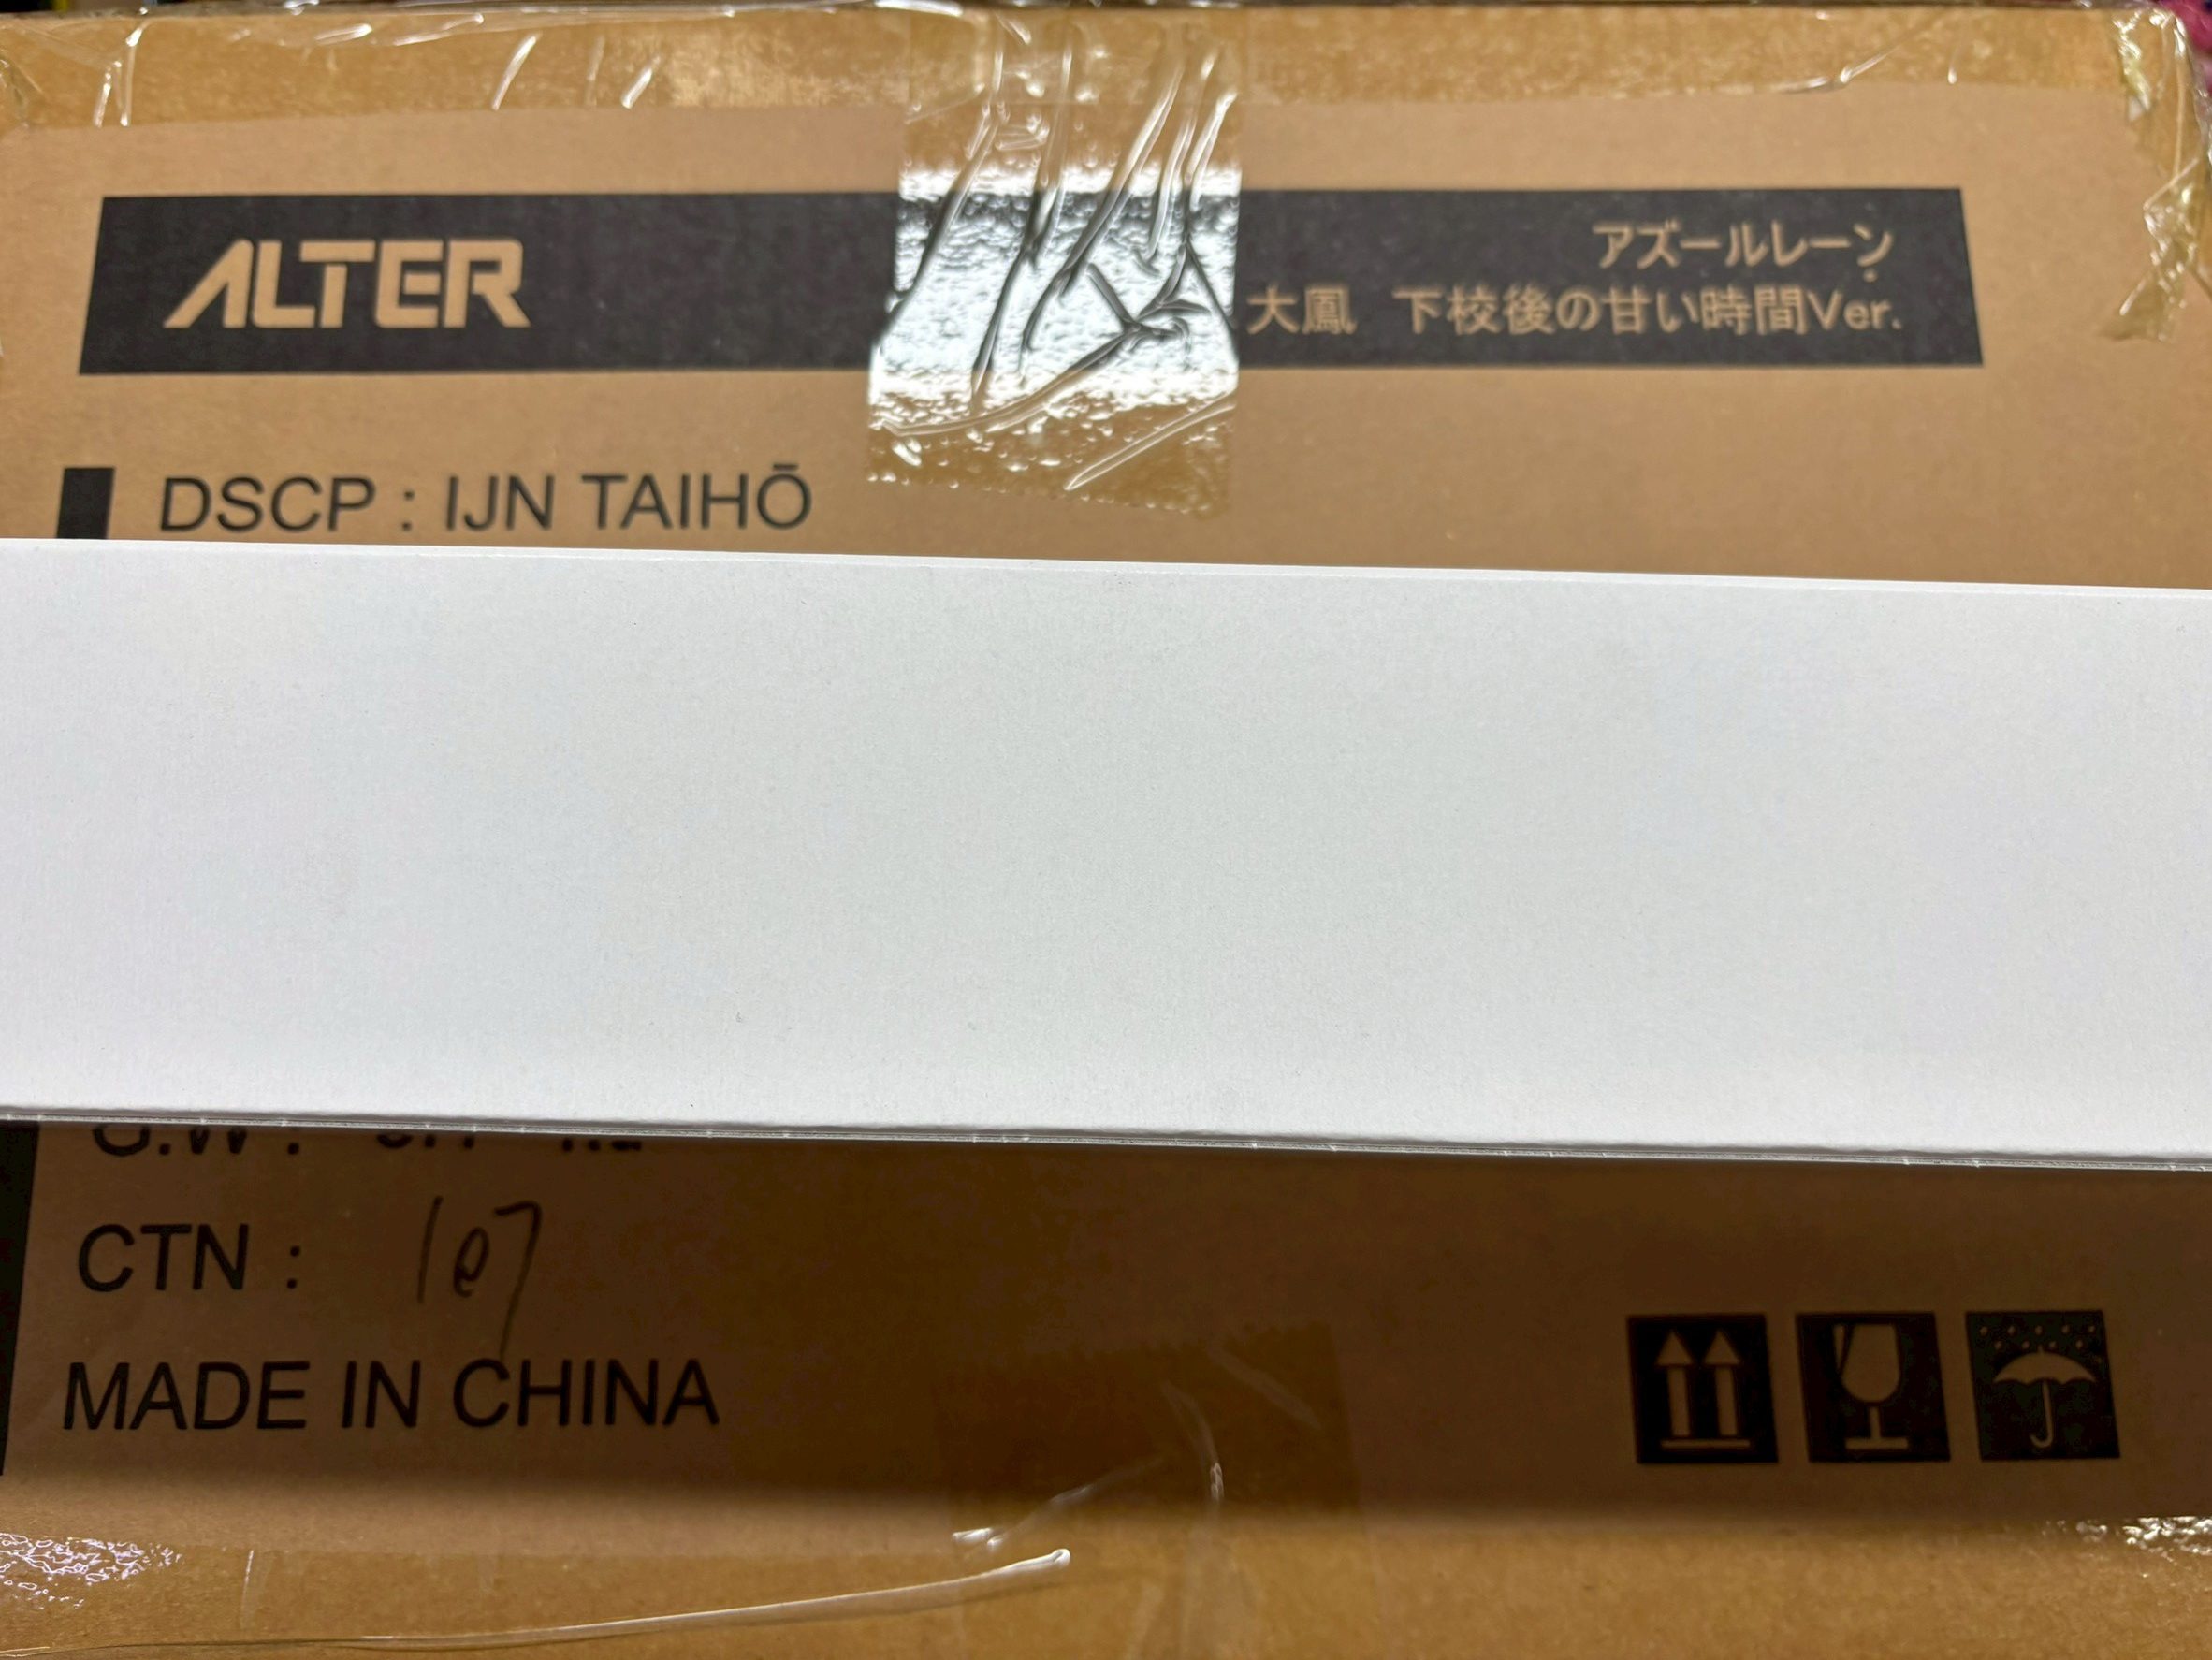 ALTER
アズールレーン
大鳳 下校後の甘い時間Ver.
DSCP : IJN TAIHŌ
G.W :
CTN : 107
MADE IN CHINA